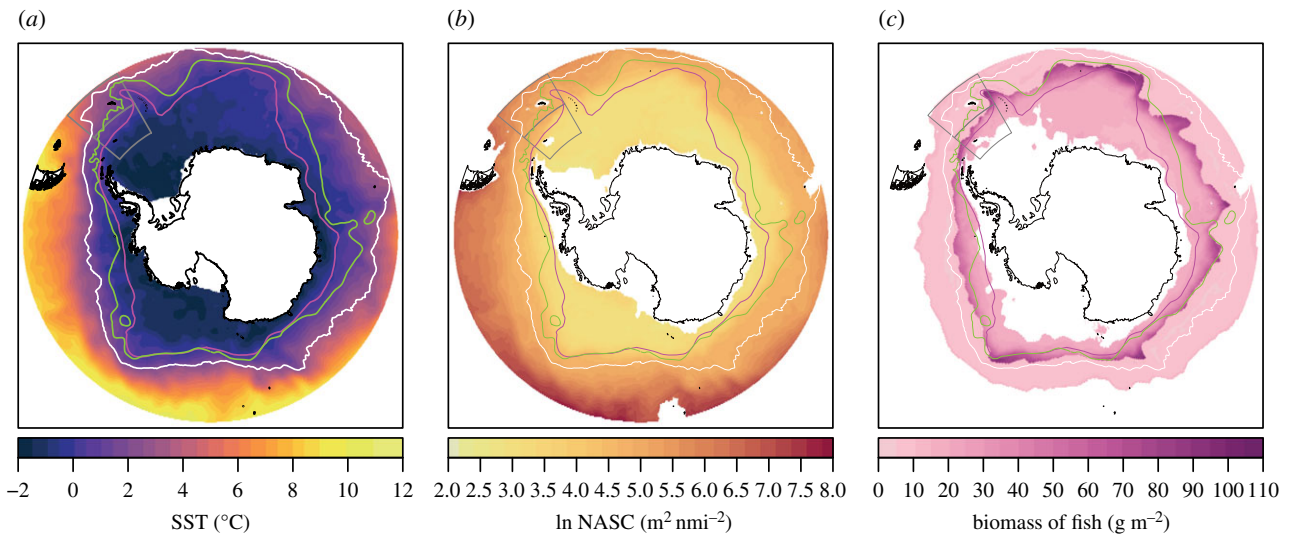 (a)
(b)
(c)
−2 0 2 4 6 8 10 12
SST (°C)
2.0 2.5 3.0 3.5 4.0 4.5 5.0 5.5 6.0 6.5 7.0 7.5 8.0
ln NASC (m² nmi⁻²)
0 10 20 30 40 50 60 70 80 90 100 110
biomass of fish (g m⁻²)